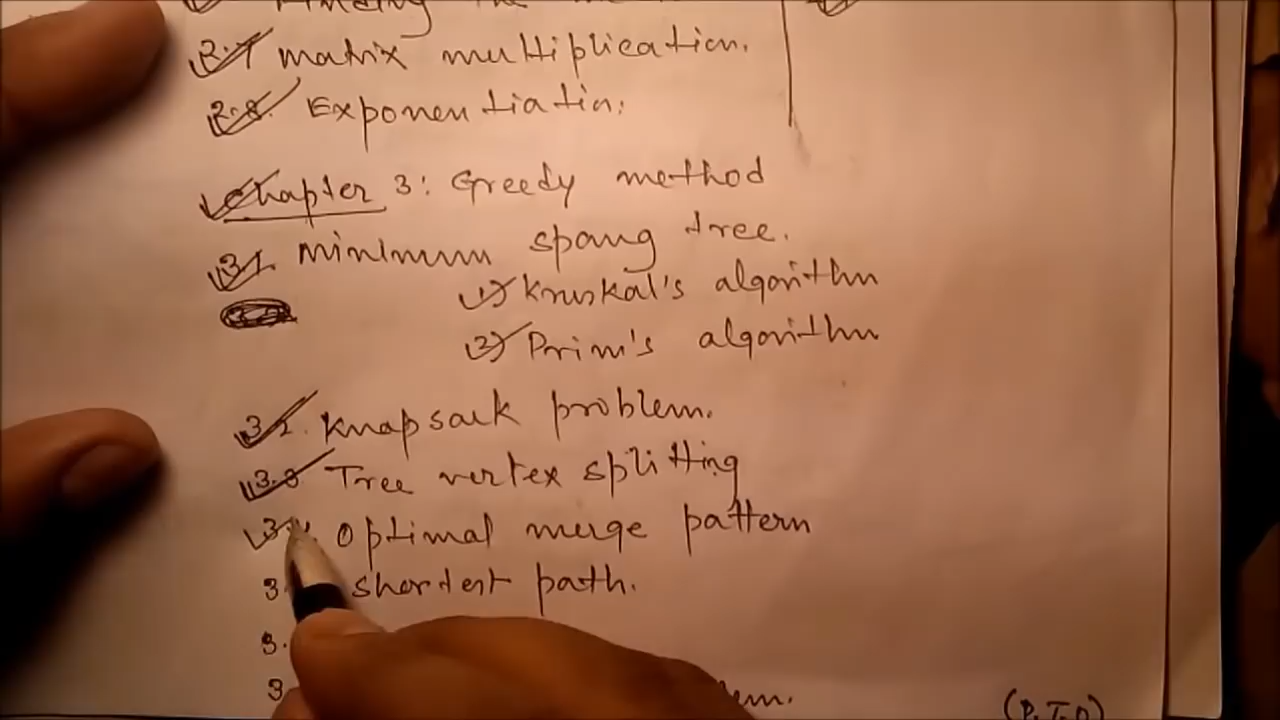 2.7 matrix multiplication.
2.8. Exponentiatin.
Chapter 3: Greedy method
3.1. minimum spang tree.
1) Kruskal's algorithm
2) Prim's algorithm
3.2. Knapsack problem.
3.3 Tree vertex splitting
3.4. Optimal merge pattern
3. shortest path.
3.
3
(P.T.O)